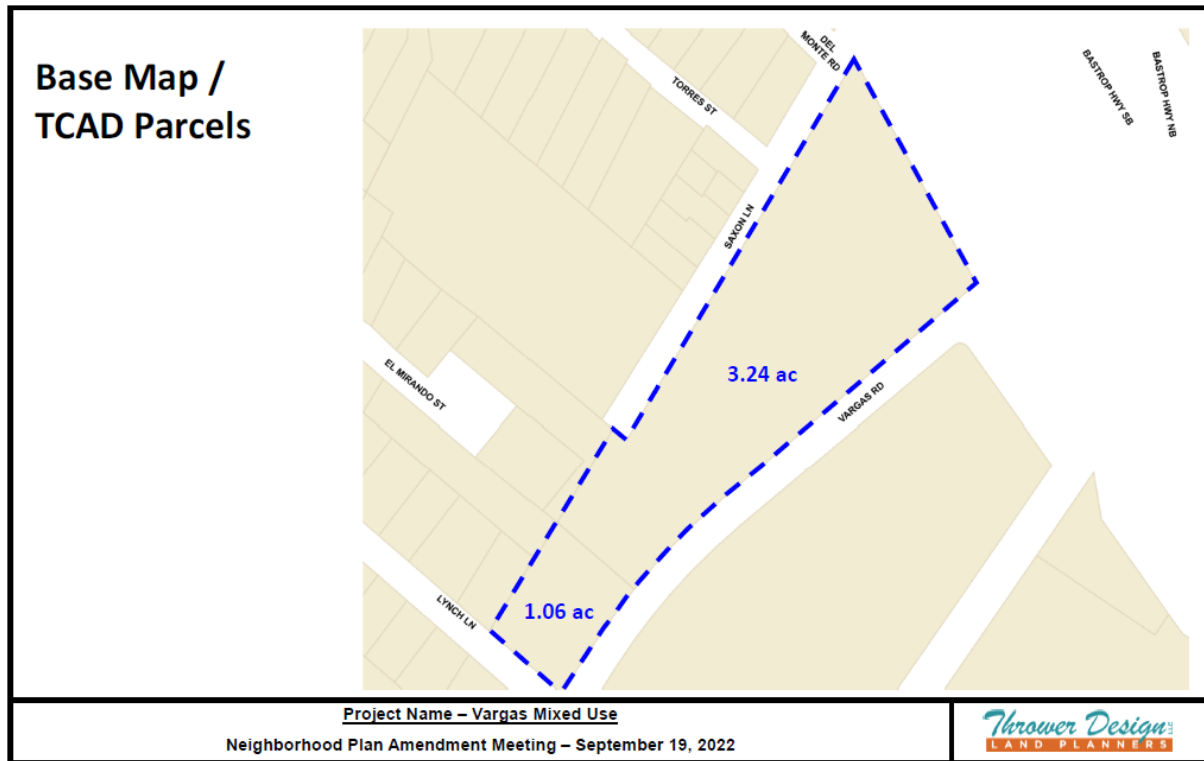 Base Map /
TCAD Parcels
DEL
MONTE RD
TORRES ST
BASTROP HWY SB
BASTROP HWY NB
SAXON LN
EL MIRANDO ST
3.24 ac
VARGAS RD
LYNCH LN
1.06 ac
Project Name – Vargas Mixed Use
Neighborhood Plan Amendment Meeting – September 19, 2022
Thrower Design LLC
LAND PLANNERS